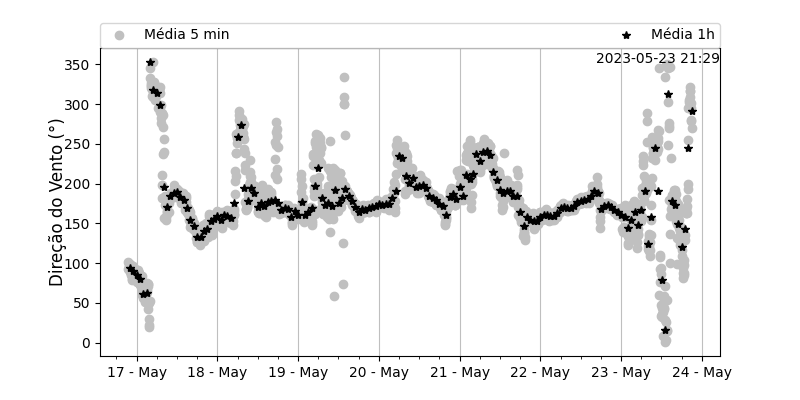 Média 5 min
Média 1h
2023-05-23 21:29
Direção do Vento (°)
350
300
250
200
150
100
50
0
17 - May
18 - May
19 - May
20 - May
21 - May
22 - May
23 - May
24 - May